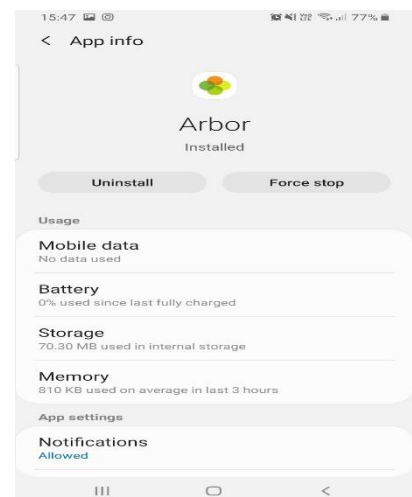 15:47 77%
< App info
Arbor
Installed
Uninstall Force stop
Usage
Mobile data
No data used
Battery
0% used since last fully charged
Storage
70.30 MB used in internal storage
Memory
810 KB used on average in last 3 hours
App settings
Notifications
Allowed